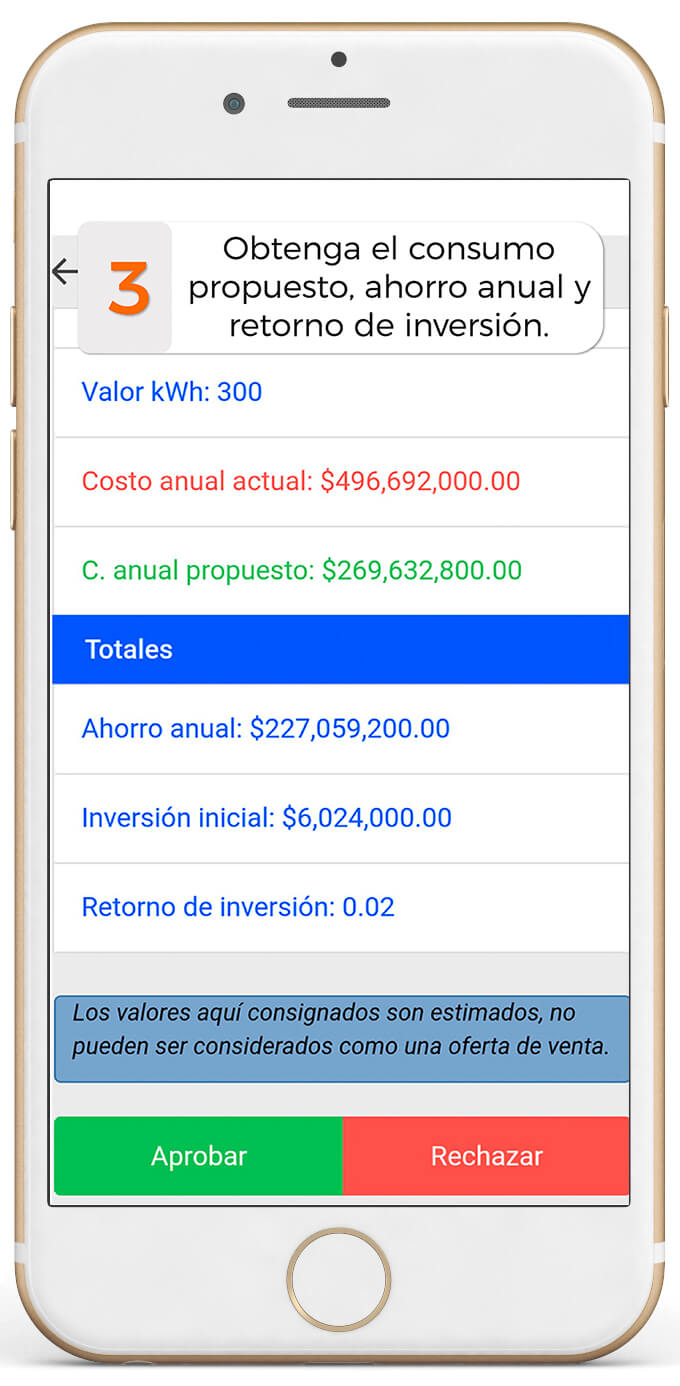 3
Obtenga el consumo
propuesto, ahorro anual y
retorno de inversión.
Valor kWh: 300
Costo anual actual: $496,692,000.00
C. anual propuesto: $269,632,800.00
Totales
Ahorro anual: $227,059,200.00
Inversión inicial: $6,024,000.00
Retorno de inversión: 0.02
Los valores aquí consignados son estimados, no
pueden ser considerados como una oferta de venta.
Aprobar Rechazar